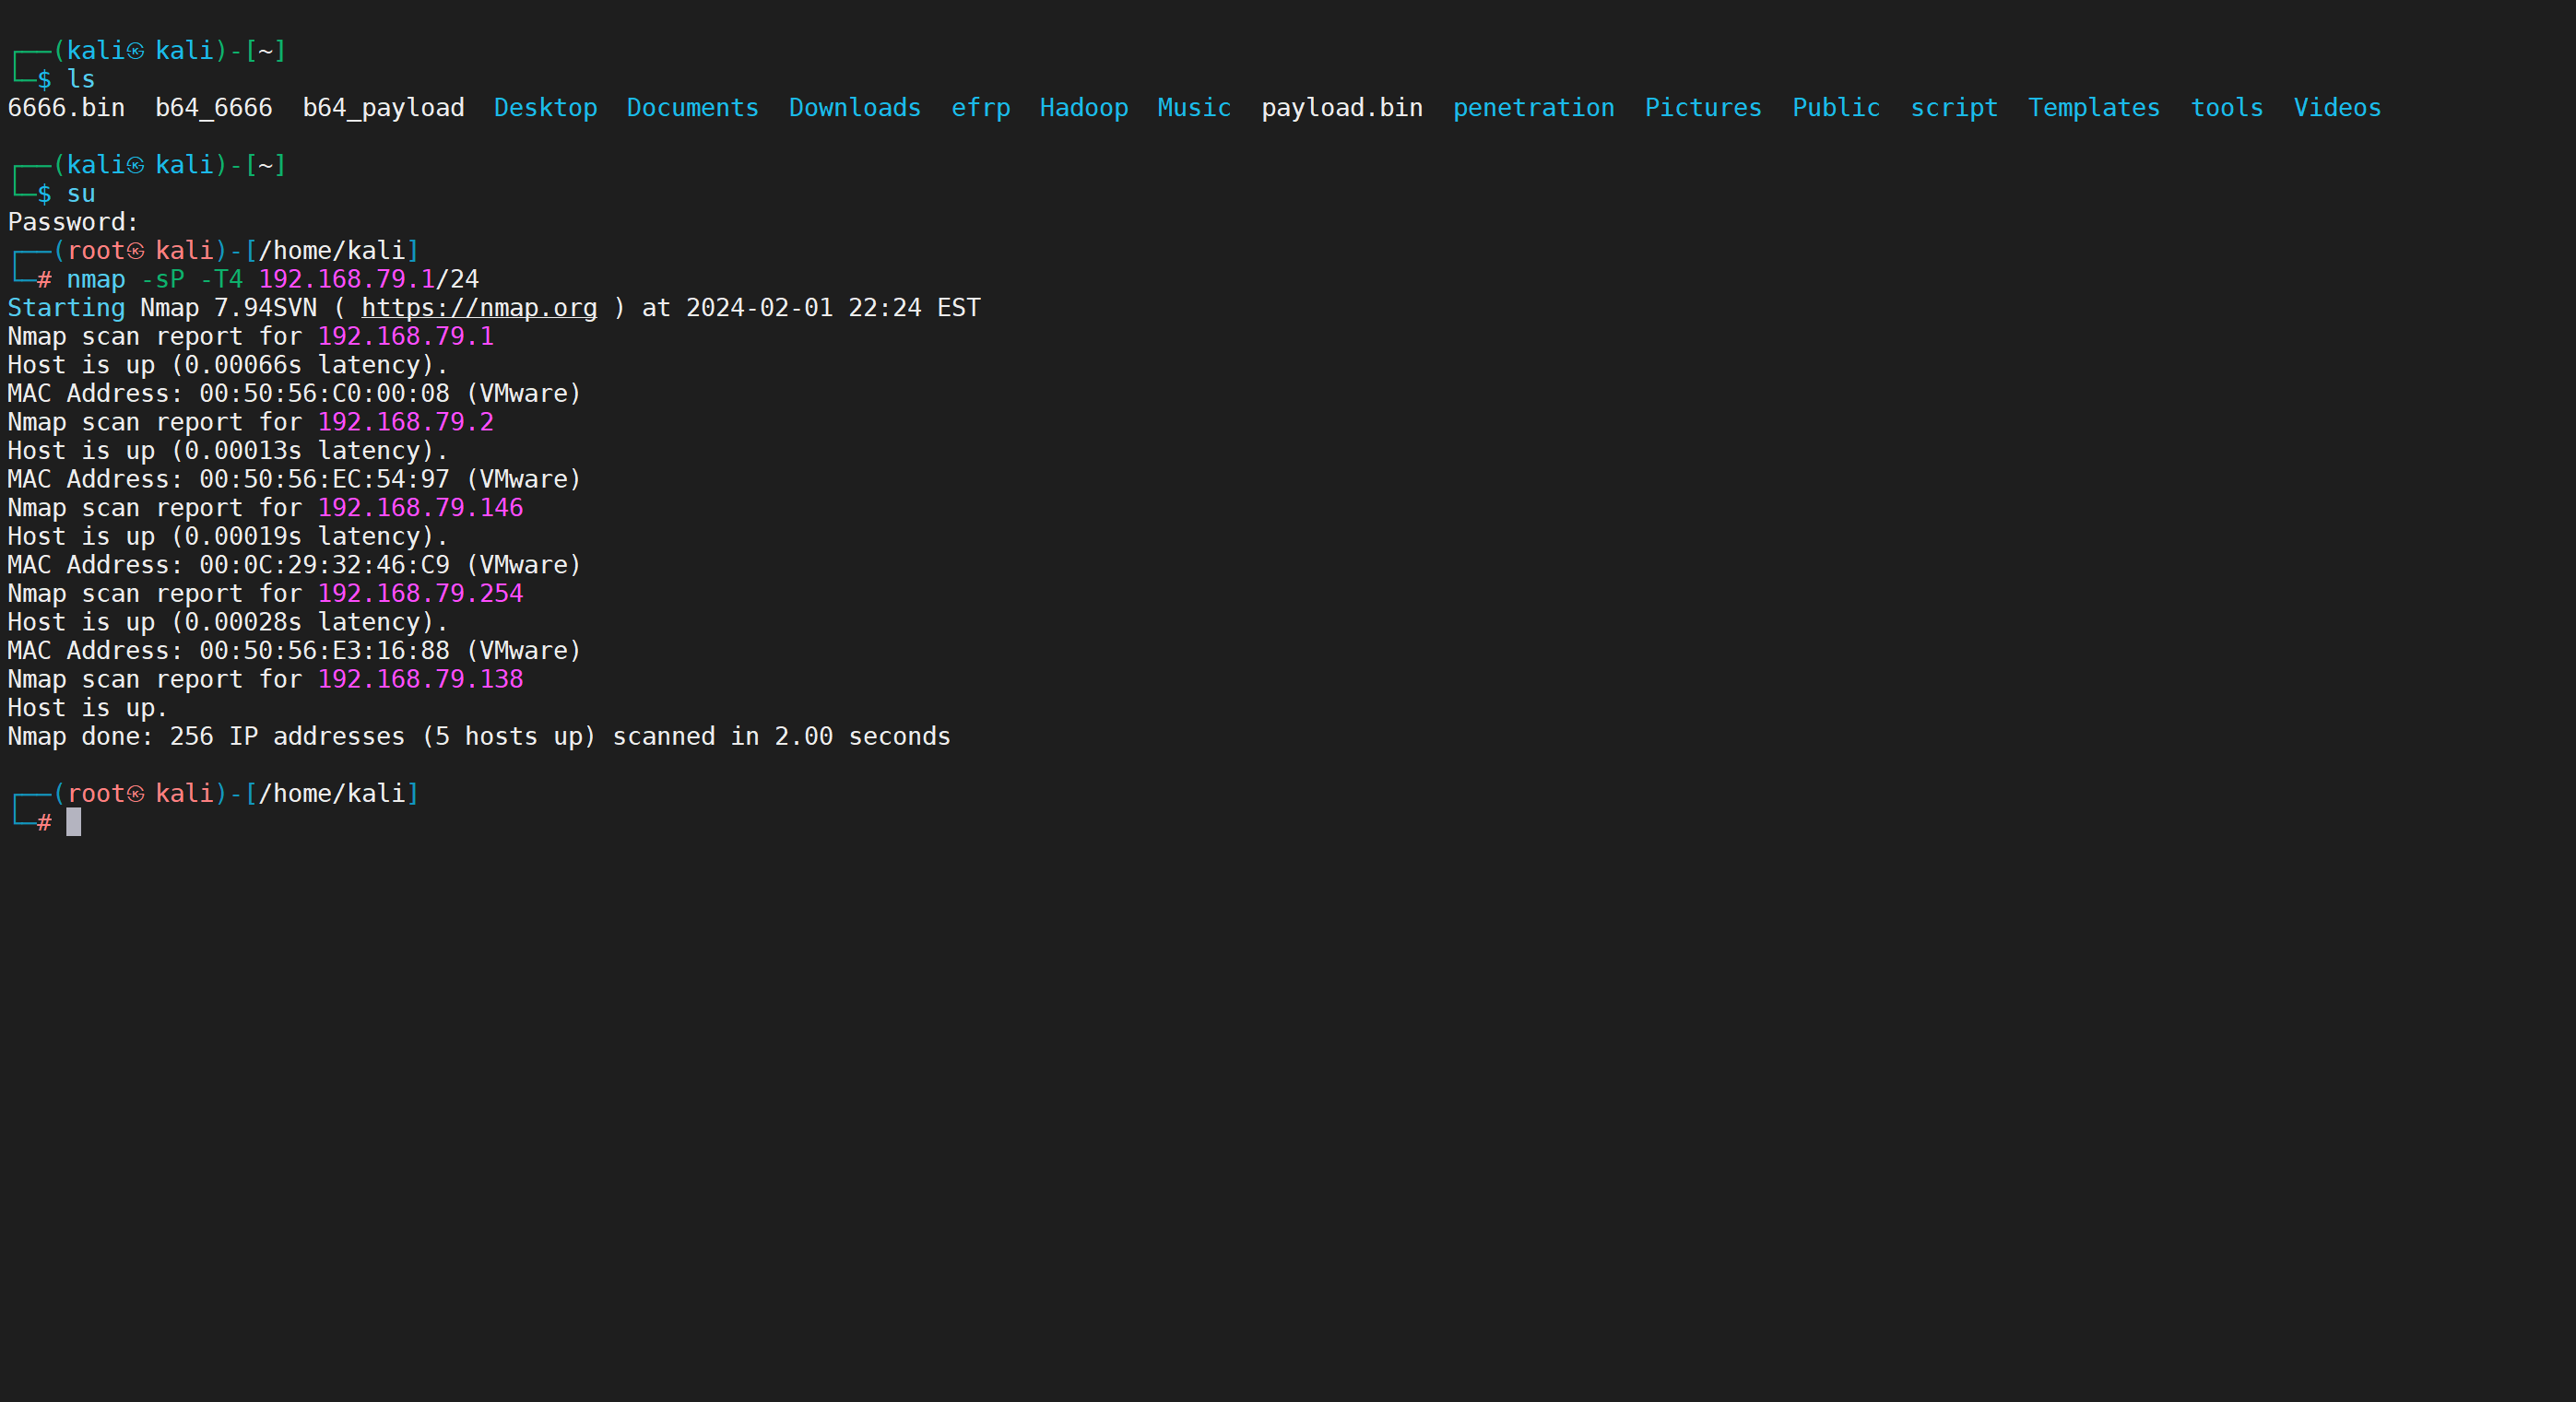 ┌──(kali㉿kali)-[~]
└─$ ls
6666.bin  b64_6666  b64_payload  Desktop  Documents  Downloads  efrp  Hadoop  Music  payload.bin  penetration  Pictures  Public  script  Templates  tools  Videos
┌──(kali㉿kali)-[~]
└─$ su
Password:
┌──(root㉿kali)-[/home/kali]
└─# nmap -sP -T4 192.168.79.1/24
Starting Nmap 7.94SVN ( https://nmap.org ) at 2024-02-01 22:24 EST
Nmap scan report for 192.168.79.1
Host is up (0.00066s latency).
MAC Address: 00:50:56:C0:00:08 (VMware)
Nmap scan report for 192.168.79.2
Host is up (0.00013s latency).
MAC Address: 00:50:56:EC:54:97 (VMware)
Nmap scan report for 192.168.79.146
Host is up (0.00019s latency).
MAC Address: 00:0C:29:32:46:C9 (VMware)
Nmap scan report for 192.168.79.254
Host is up (0.00028s latency).
MAC Address: 00:50:56:E3:16:88 (VMware)
Nmap scan report for 192.168.79.138
Host is up.
Nmap done: 256 IP addresses (5 hosts up) scanned in 2.00 seconds
┌──(root㉿kali)-[/home/kali]
└─#